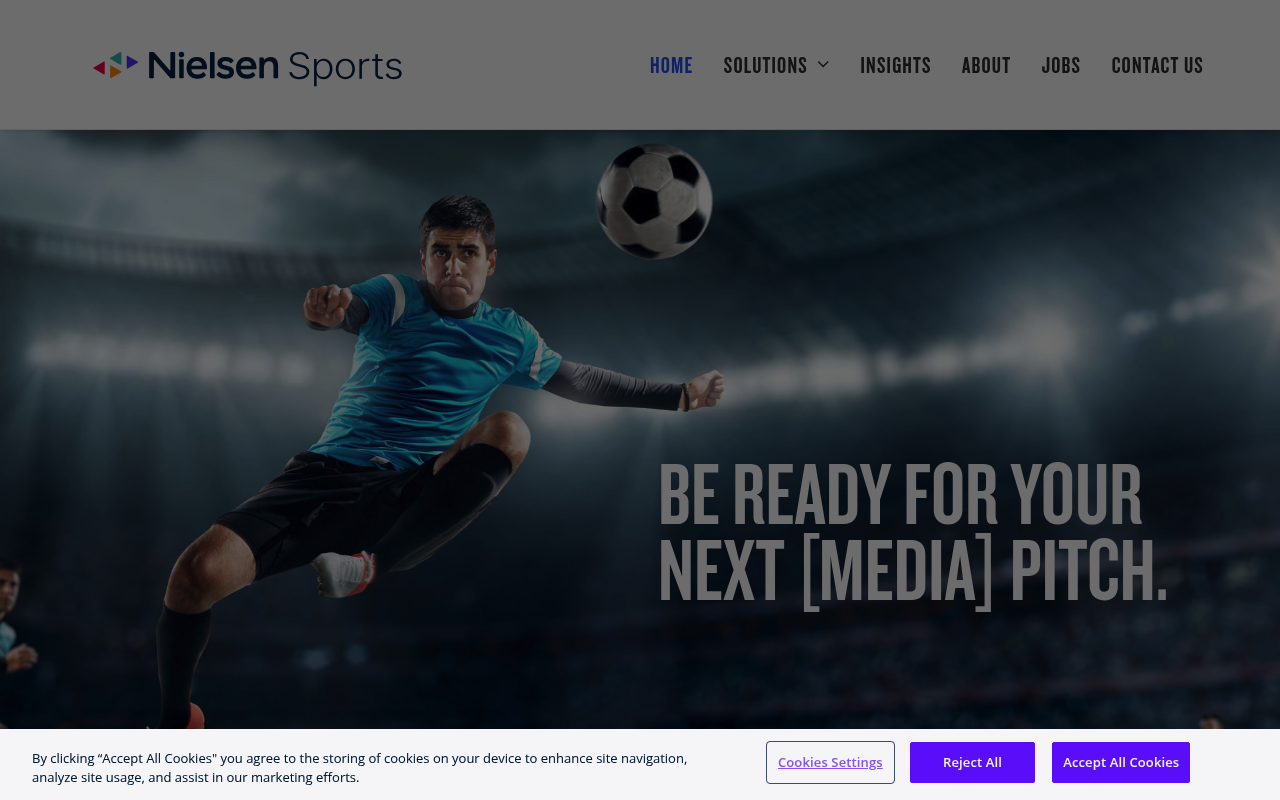 Nielsen Sports
HOME SOLUTIONS INSIGHTS ABOUT JOBS CONTACT US
BE READY FOR YOUR
NEXT [MEDIA] PITCH.
By clicking “Accept All Cookies" you agree to the storing of cookies on your device to enhance site navigation,
analyze site usage, and assist in our marketing efforts.
Cookies Settings
Reject All
Accept All Cookies